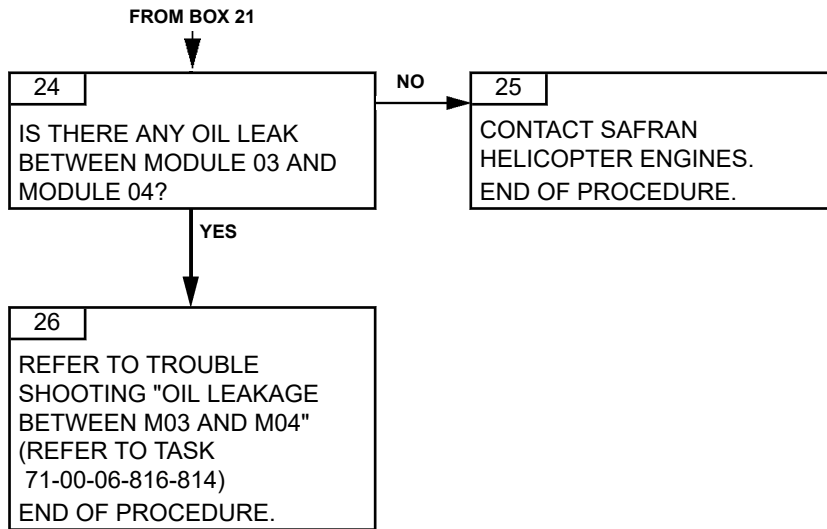 FROM BOX 21
24
IS THERE ANY OIL LEAK
BETWEEN MODULE 03 AND
MODULE 04?
NO
25
CONTACT SAFRAN
HELICOPTER ENGINES.
END OF PROCEDURE.
YES
26
REFER TO TROUBLE
SHOOTING "OIL LEAKAGE
BETWEEN M03 AND M04"
(REFER TO TASK
71-00-06-816-814)
END OF PROCEDURE.